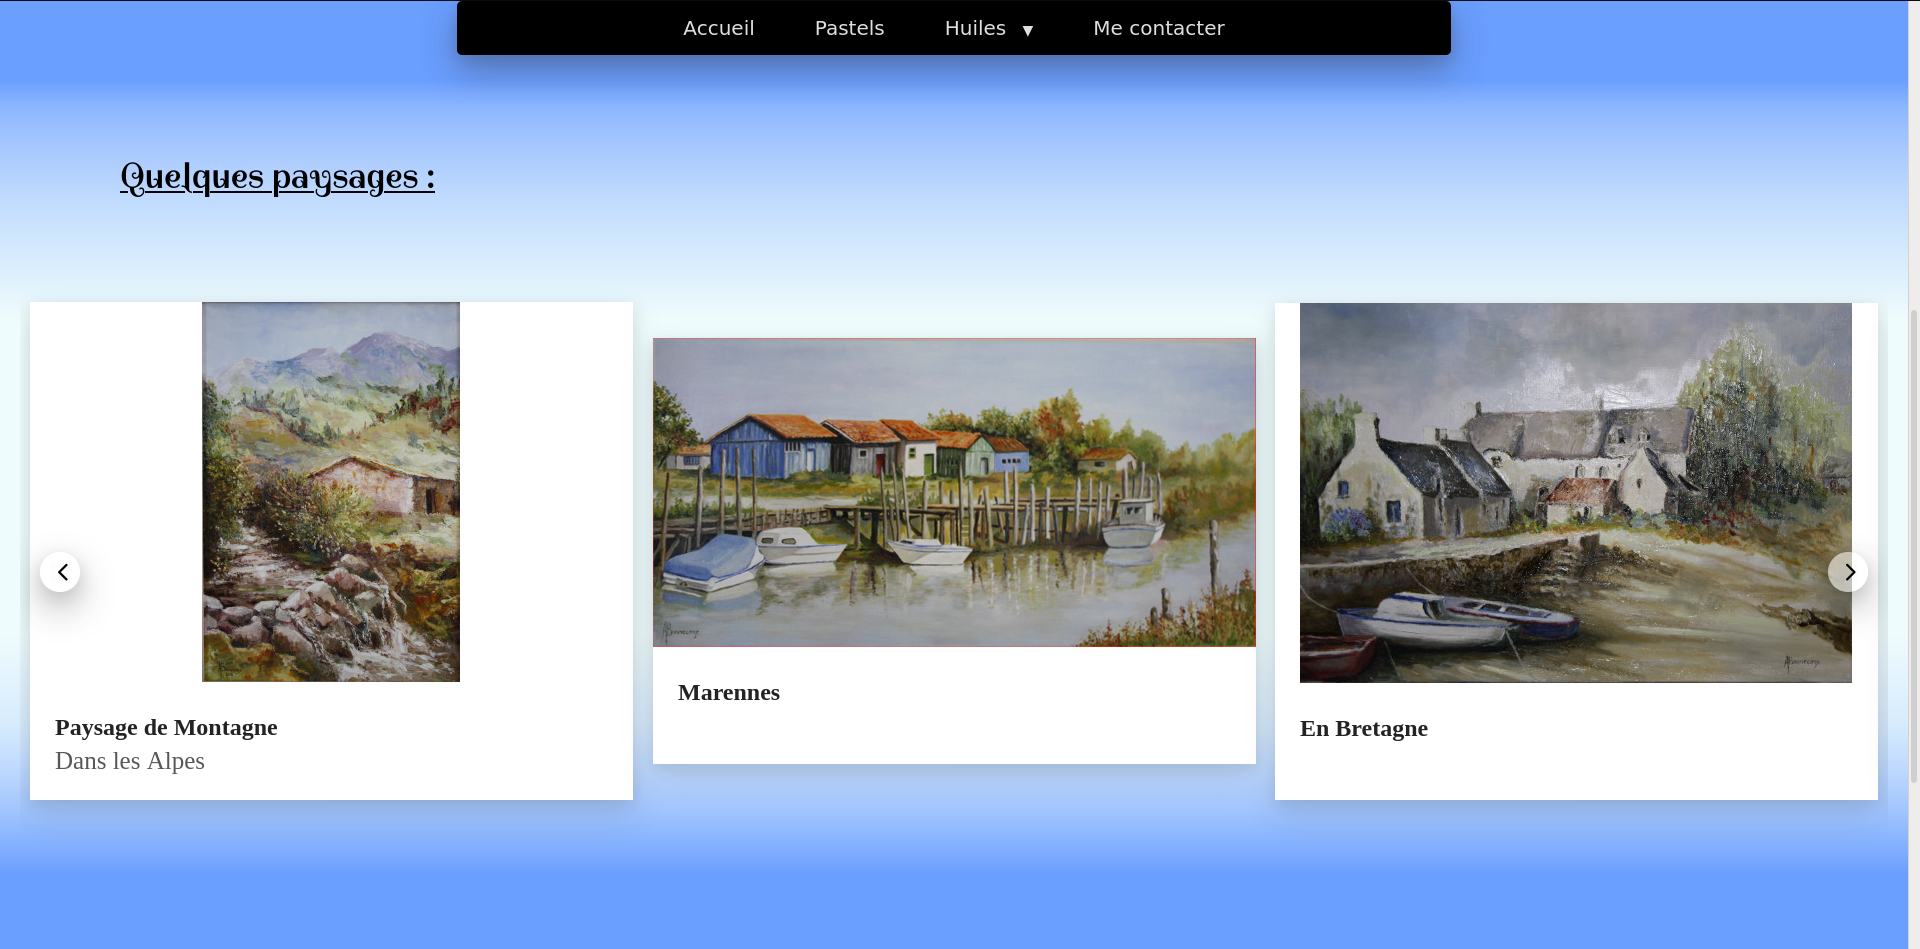 Accueil Pastels Huiles ▼ Me contacter
Quelques paysages :
Paysage de Montagne
Dans les Alpes
Marennes
En Bretagne